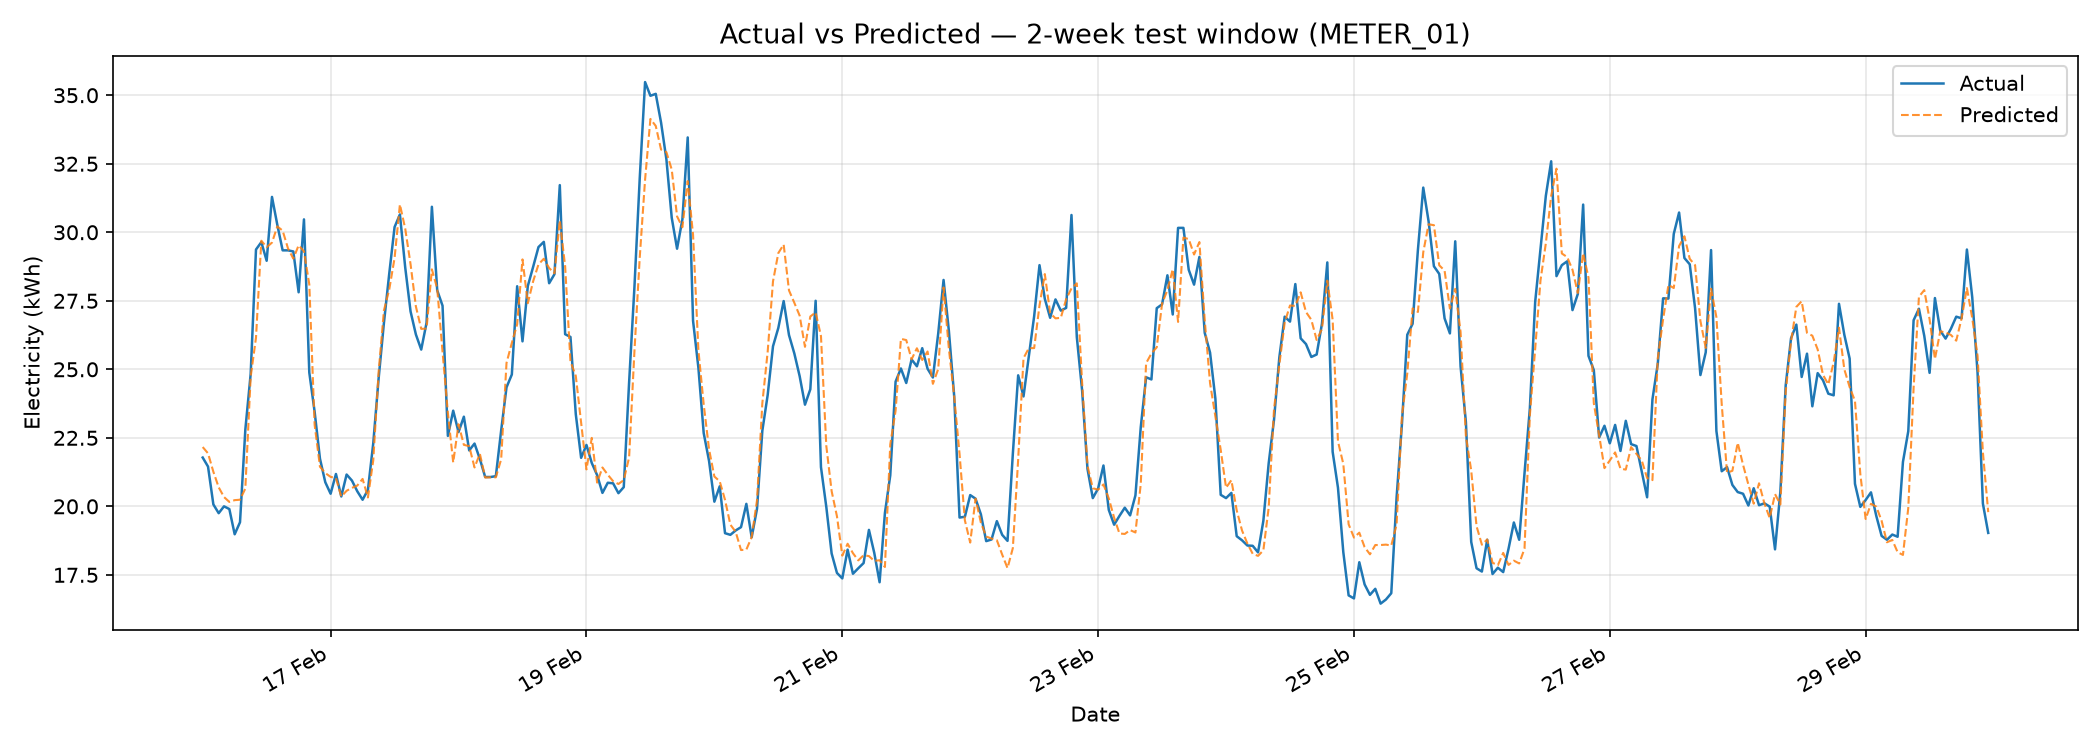 Actual vs Predicted — 2-week test window (METER_01)
Actual
Predicted
Electricity (kWh)
35.0
32.5
30.0
27.5
25.0
22.5
20.0
17.5
17 Feb
19 Feb
21 Feb
23 Feb
25 Feb
27 Feb
29 Feb
Date